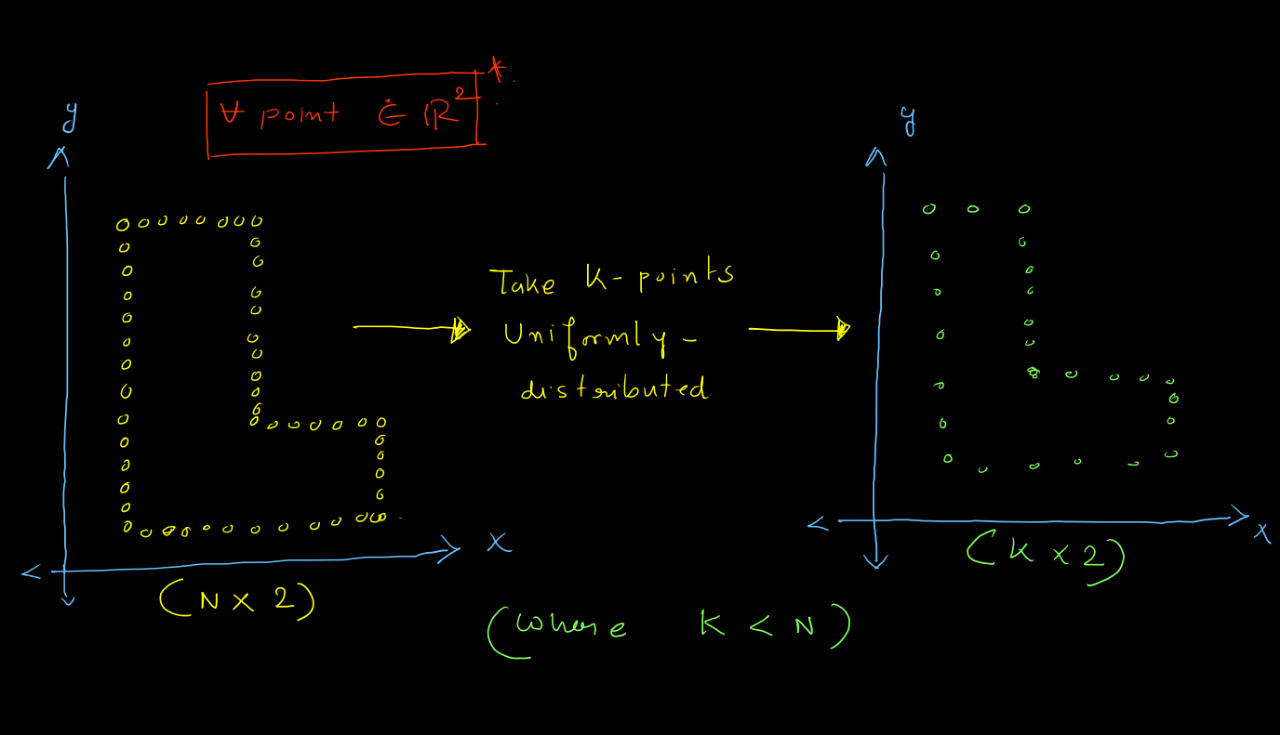 ∀ point ∈ ℝ² *
y
y
Take K-points
Uniformly-
distributed
x
x
(N × 2)
(K × 2)
(where K < N)